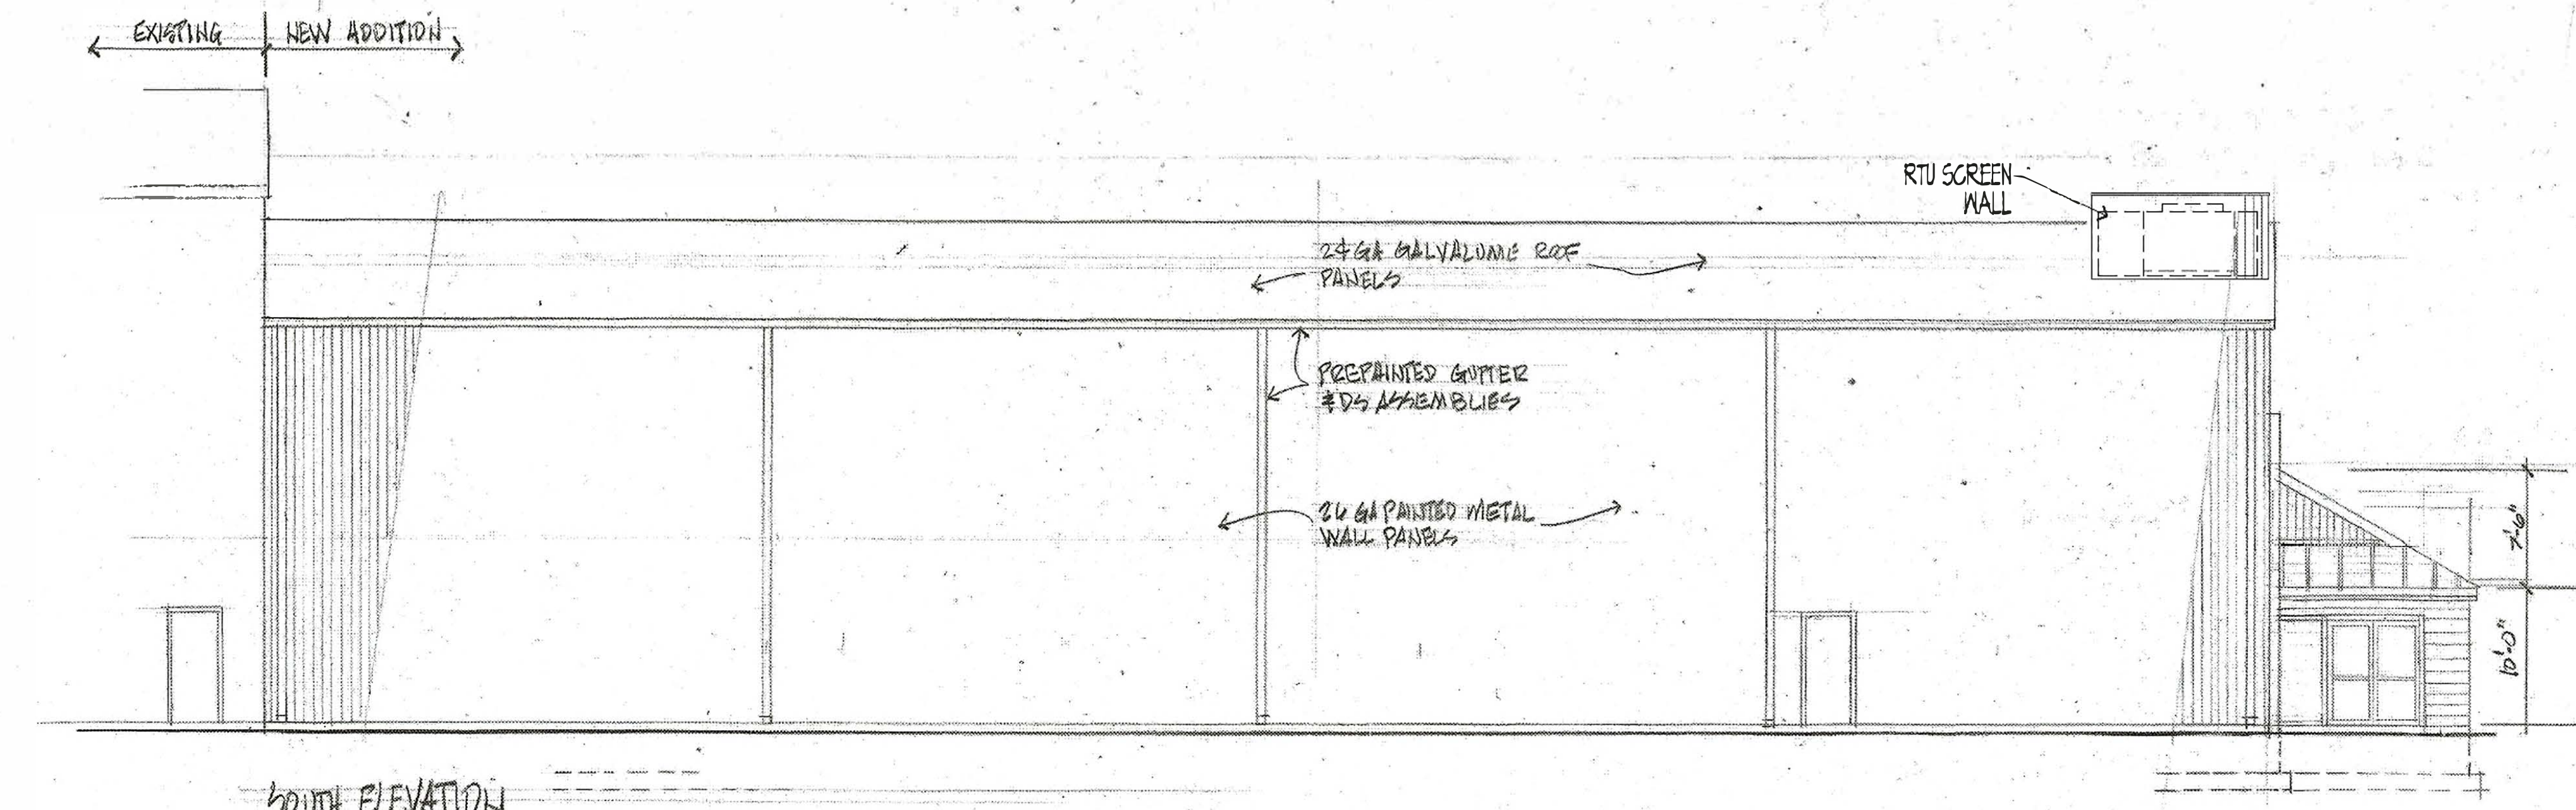 EXISTING
NEW ADDITION
RTU SCREEN
WALL
24 GA GALVALUME ROOF
PANELS
PREPAINTED GUTTER
& DS ASSEMBLIES
26 GA PAINTED METAL
WALL PANELS
7'-6"
10'-0"
SOUTH ELEVATION